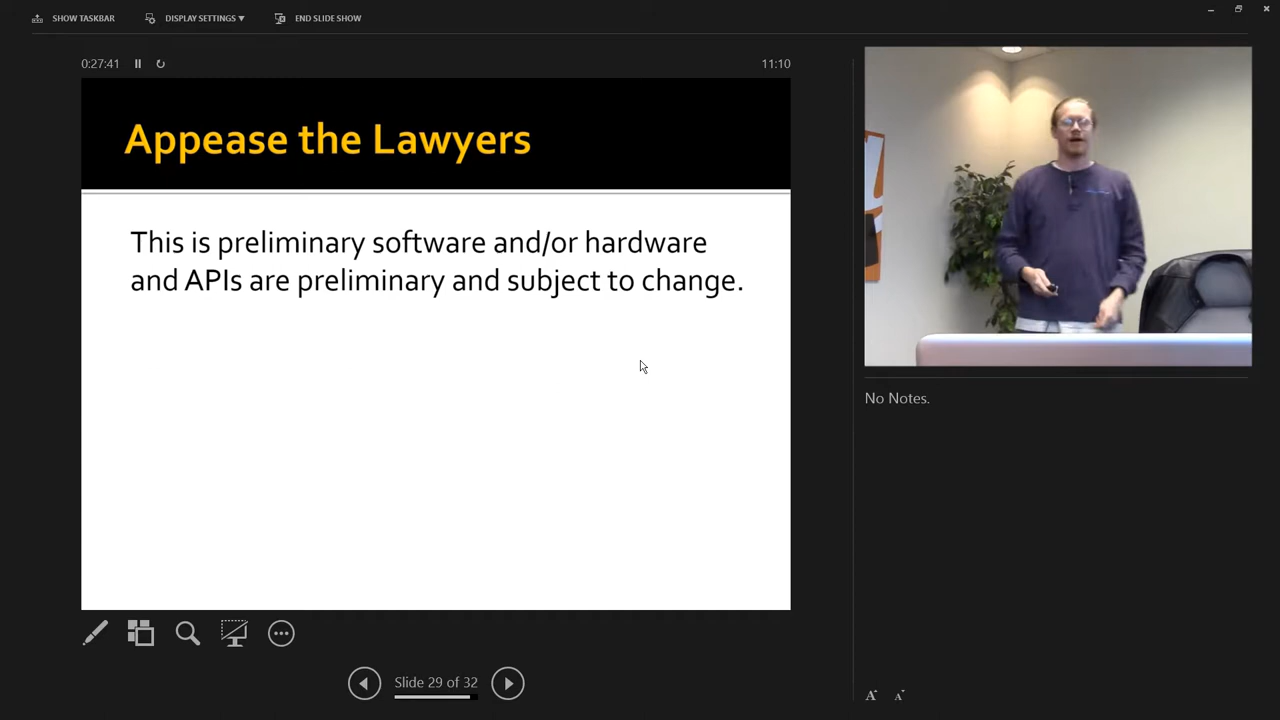 SHOW TASKBAR
DISPLAY SETTINGS ▼
END SLIDE SHOW
0:27:41
11:10
Appease the Lawyers
This is preliminary software and/or hardware
and APIs are preliminary and subject to change.
No Notes.
Slide 29 of 32
A A